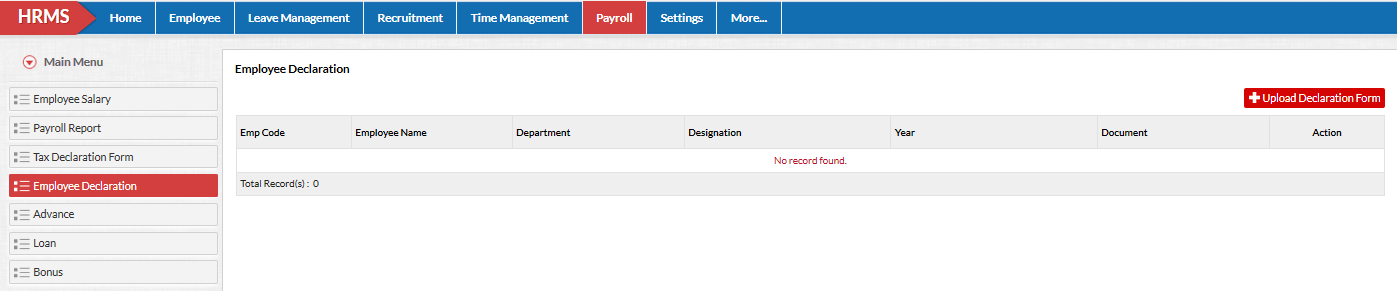 HRMS Home Employee Leave Management Recruitment Time Management Payroll Settings More...
Main Menu
Employee Salary
Payroll Report
Tax Declaration Form
Employee Declaration
Advance
Loan
Bonus
Employee Declaration
Upload Declaration Form
Emp Code Employee Name Department Designation Year Document Action
No record found.
Total Record(s) : 0